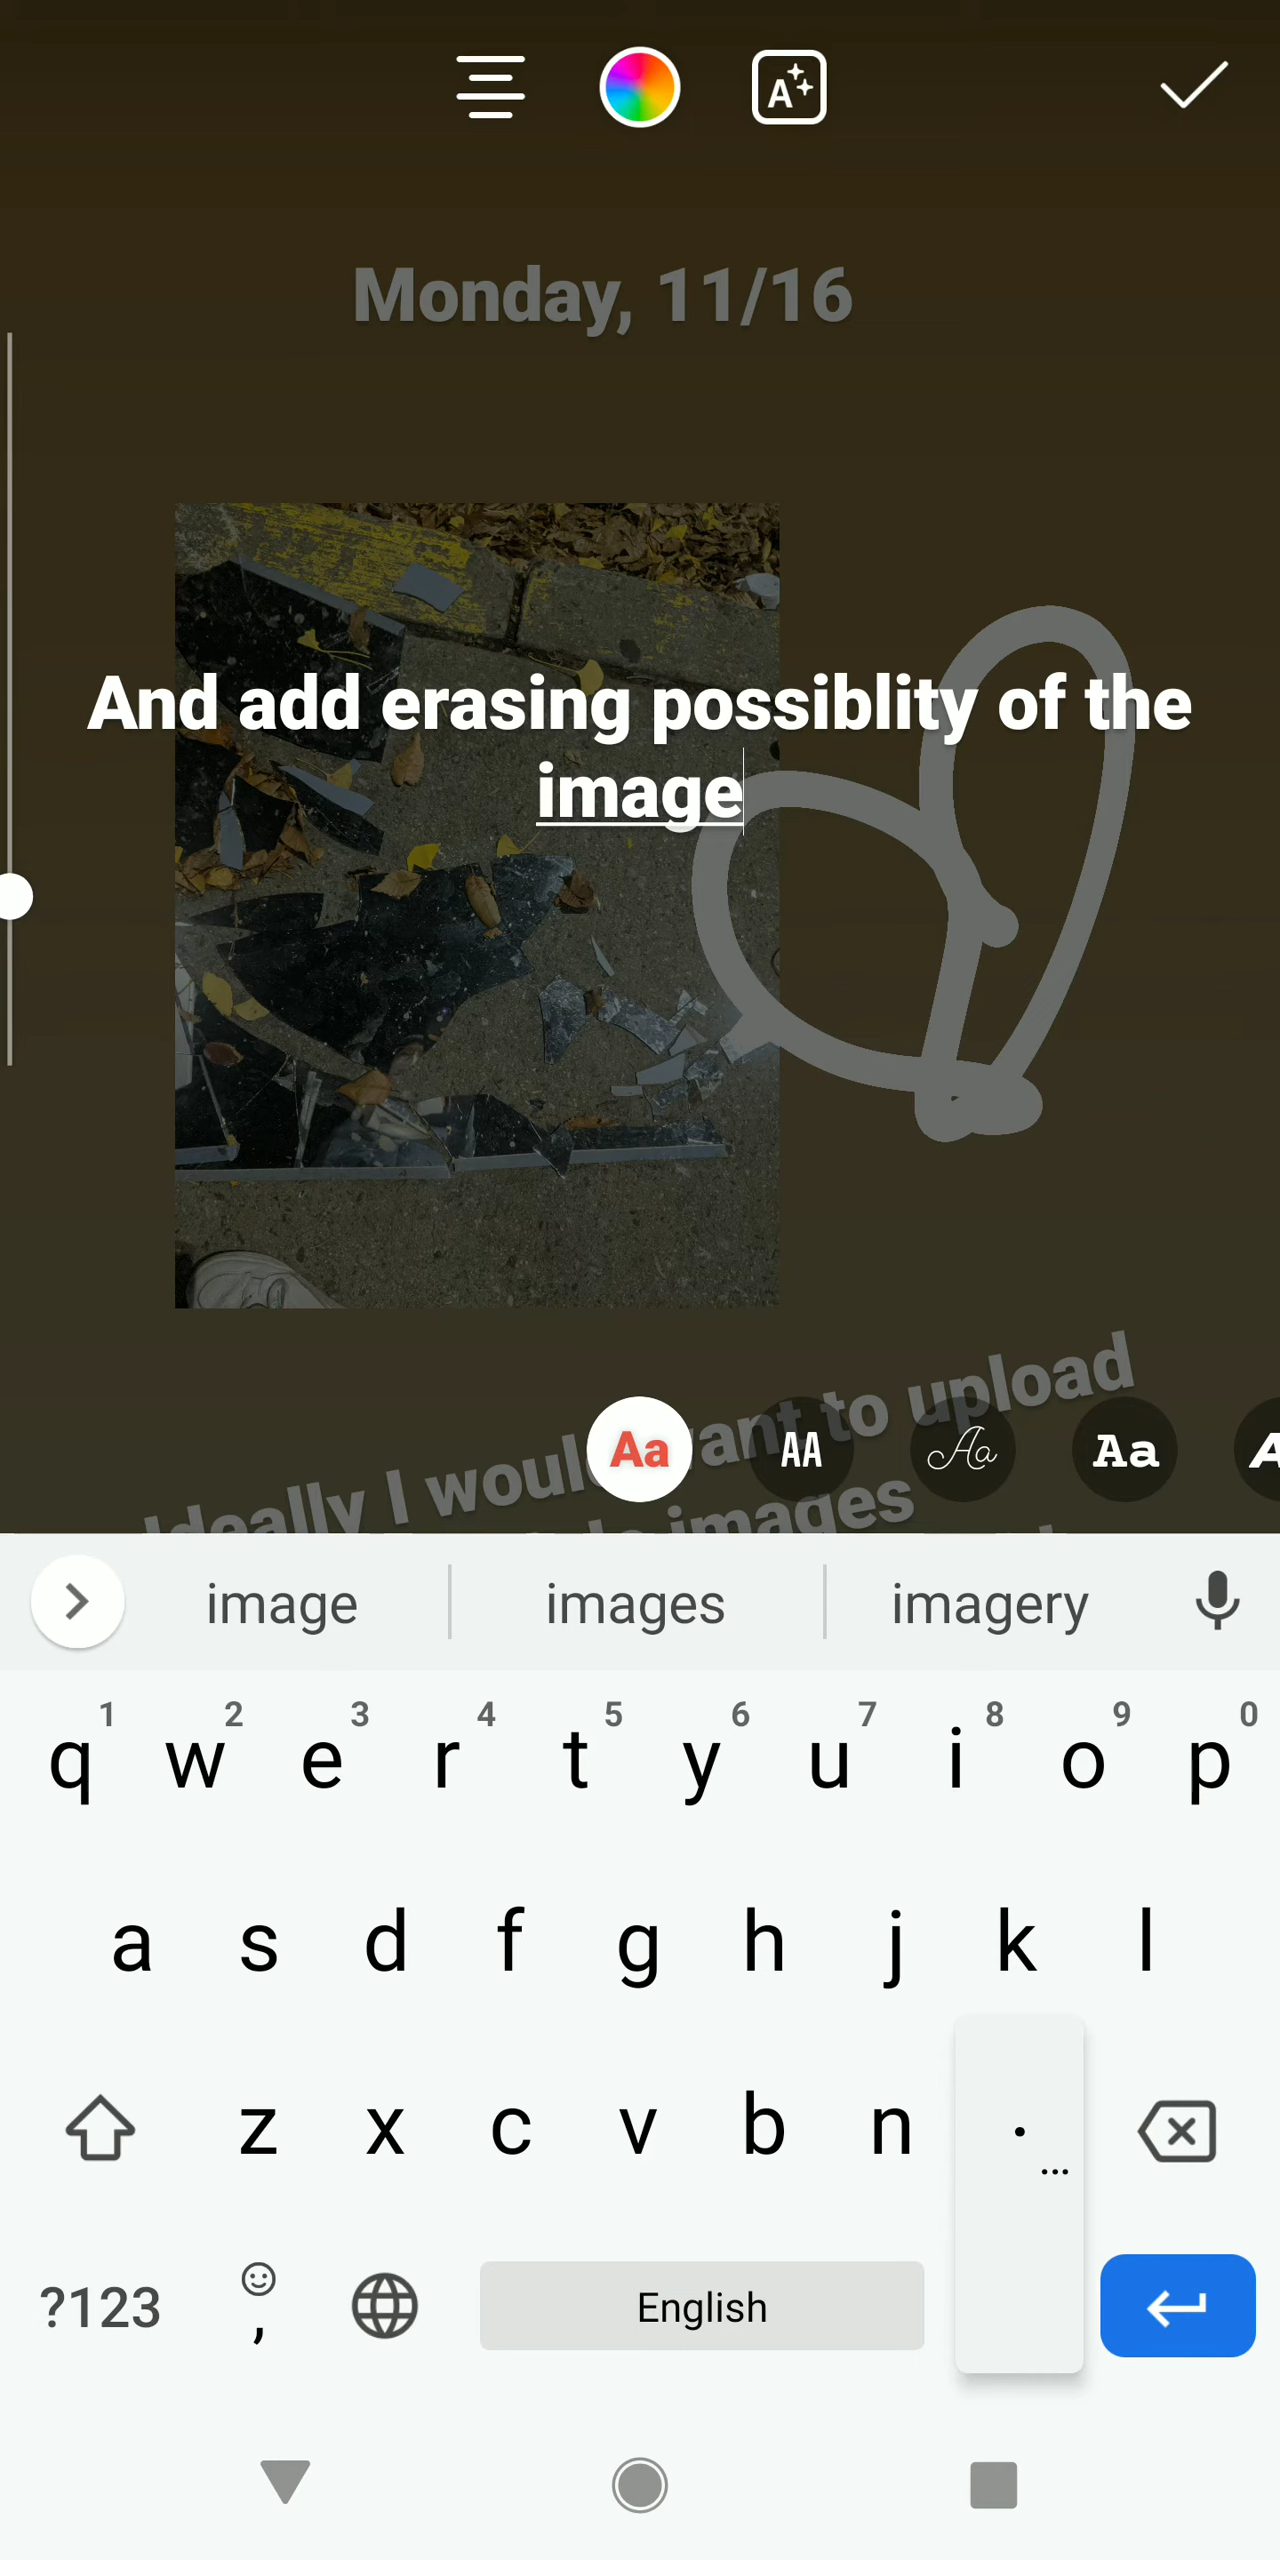 Monday, 11/16
And add erasing possiblity of the
image
Ideally I would want to upload
images
Aa
AA
Aa
Aa
image
images
imagery
1 2 3 4 5 6 7 8 9 0
q w e r t y u i o p
a s d f g h j k l
z x c v b n . ...
?123 , English